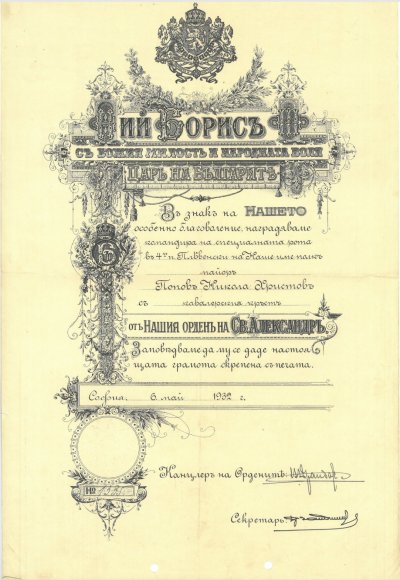 НИЙ БОРИСЪ III
СЪ БОЖИЯ МИЛОСТЬ И НАРОДНАТА ВОЛЯ
ЦАРЬ НА БЪЛГАРИТѢ
Въ знакъ на НАШЕТО
особенно благоволение, наградаваме
командира на специалната рота
въ 4 п. Плѣвенски на Наше име полкъ
майоръ
Поповъ Никола Христовъ
съ кавалерски кръстъ
отъ НАШИЯ ОРДЕНЪ НА СВ. АЛЕКСАНДРЪ
Заповѣдваме да му се даде настоя
щата грамота скрепена съ печата.
София, 6 май 1932 г.
Канцлеръ на Орденитѣ:
№
Секретарь: